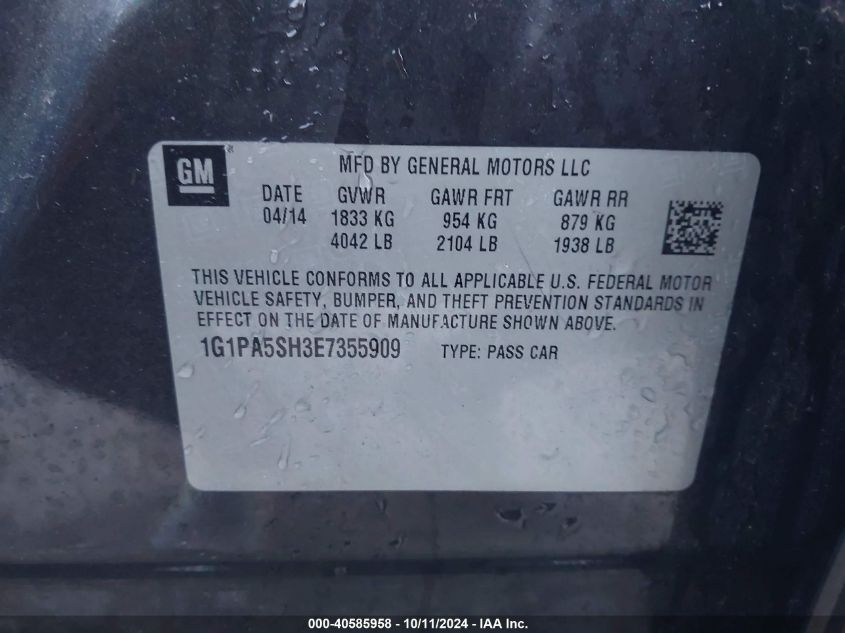 GM
MFD BY GENERAL MOTORS LLC
DATE GVWR GAWR FRT GAWR RR
04/14 1833 KG 954 KG 879 KG
4042 LB 2104 LB 1938 LB
THIS VEHICLE CONFORMS TO ALL APPLICABLE U.S. FEDERAL MOTOR
VEHICLE SAFETY, BUMPER, AND THEFT PREVENTION STANDARDS IN
EFFECT ON THE DATE OF MANUFACTURE SHOWN ABOVE.
1G1PA5SH3E7355909 TYPE: PASS CAR
000-40585958 - 10/11/2024 - IAA Inc.